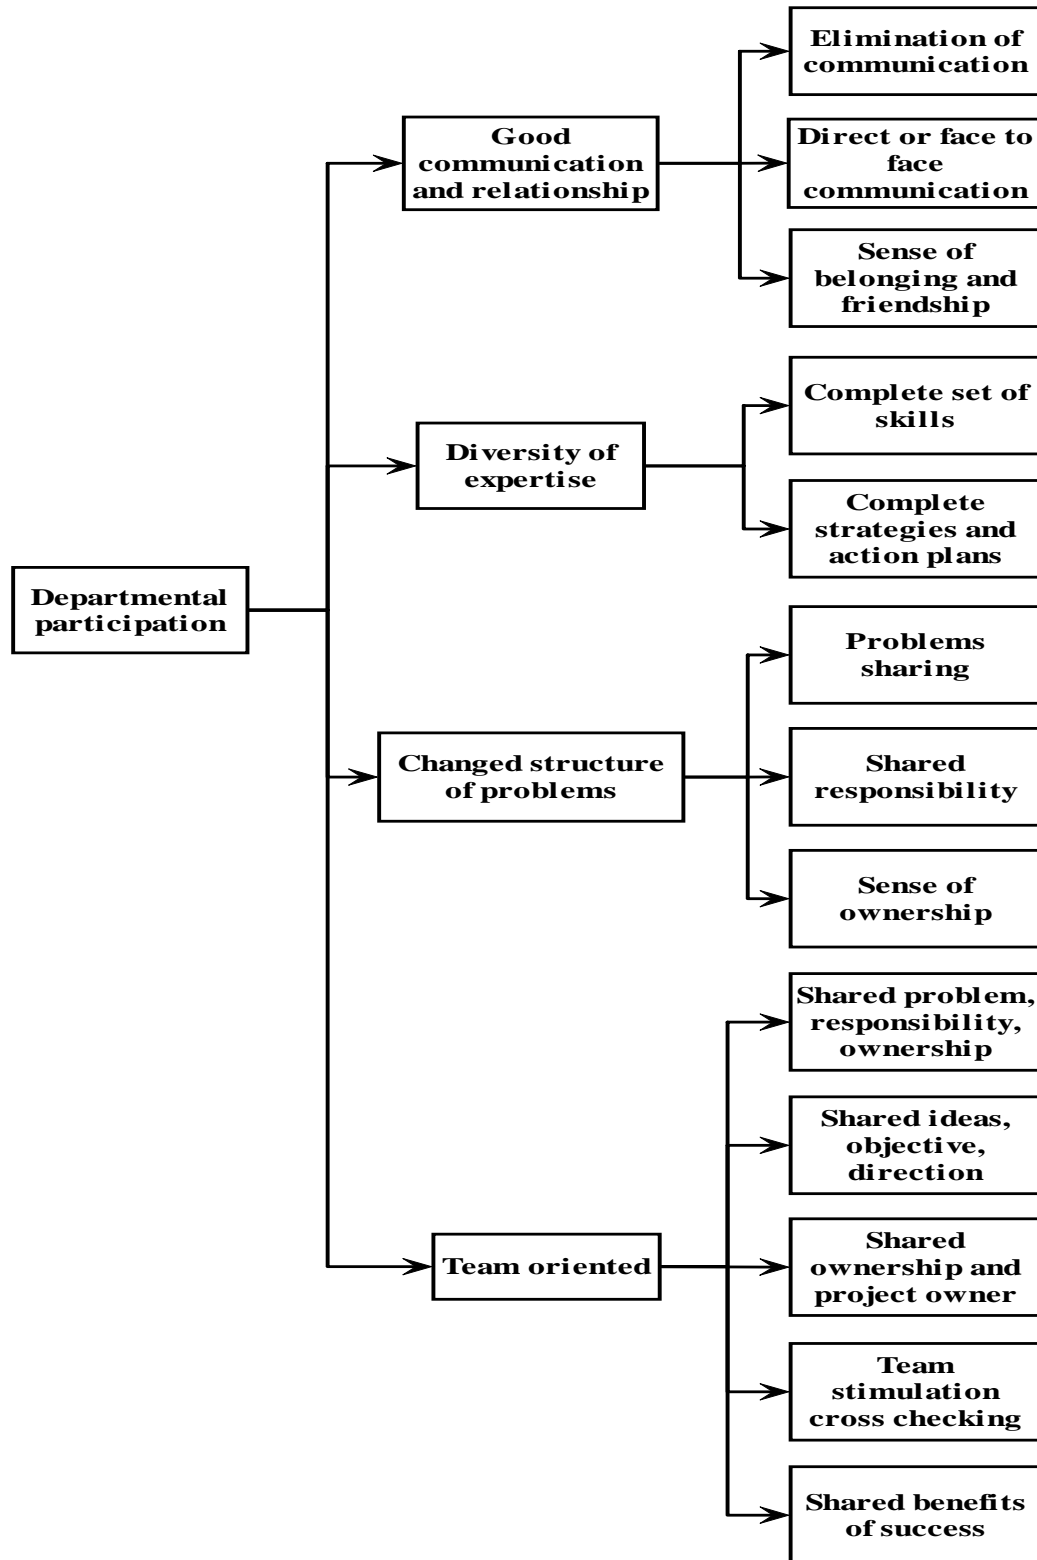 Elimination of
communication
Good
communication
and relationship
Direct or face to
face
communication
Sense of
belonging and
friendship
Complete set of
skills
Diversity of
expertise
Complete
strategies and
action plans
Departmental
participation
Problems
sharing
Changed structure
of problems
Shared
responsibility
Sense of
ownership
Shared problem,
responsibility,
ownership
Shared ideas,
objective,
direction
Team oriented
Shared
ownership and
project owner
Team
stimulation
cross checking
Shared benefits
of success